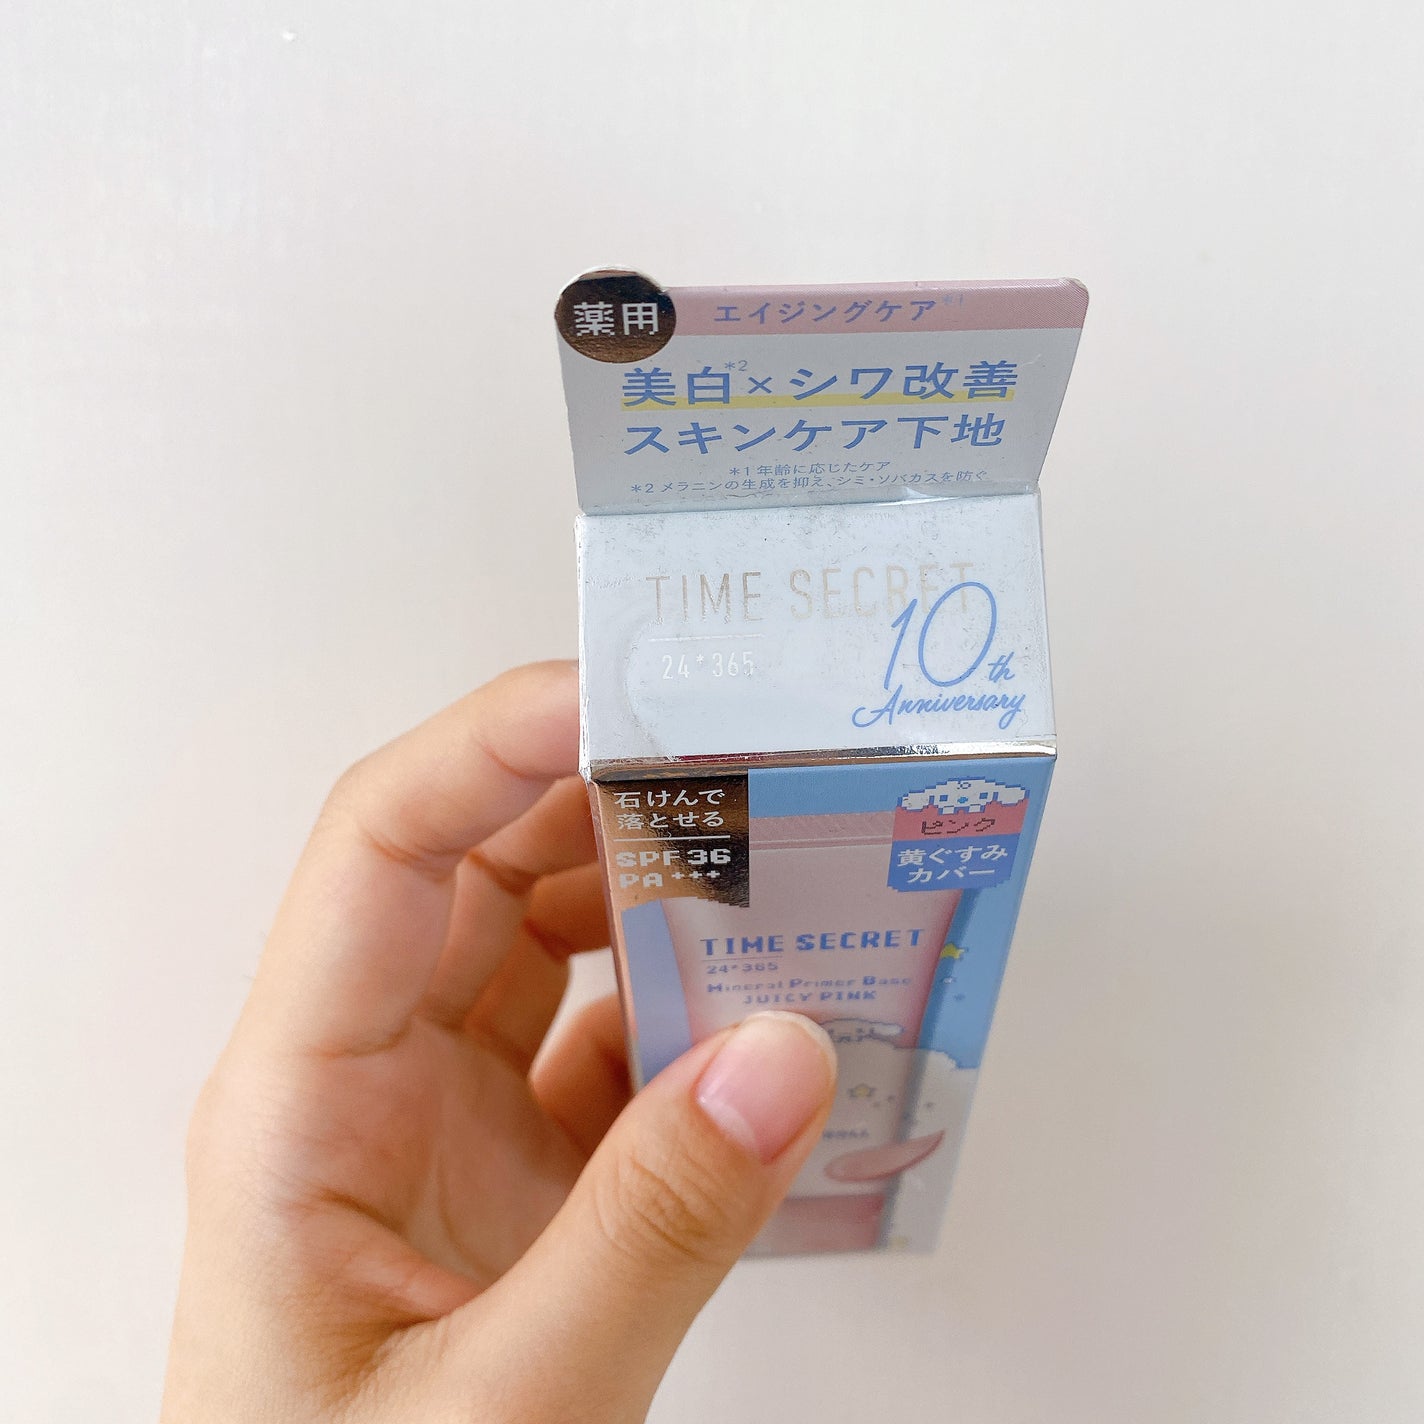 薬用
エイジングケア*1
美白*2×シワ改善
スキンケア下地
*1 年齢に応じたケア
*2 メラニンの生成を抑え、シミ・ソバカスを防ぐ
TIME SECRET
24*365
10th
Anniversary
石けんで
落とせる
SPF36
PA+++
ピンク
黄ぐすみ
カバー
TIME SECRET
24*365
Mineral Primer Base
JUICY PINK